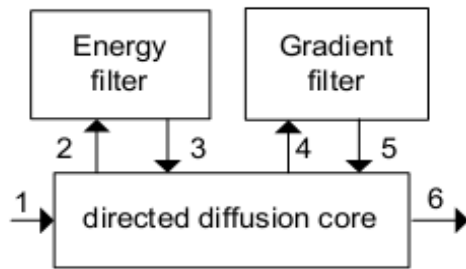 Energy
filter
Gradient
filter
2
3
4
5
1
directed diffusion core
6